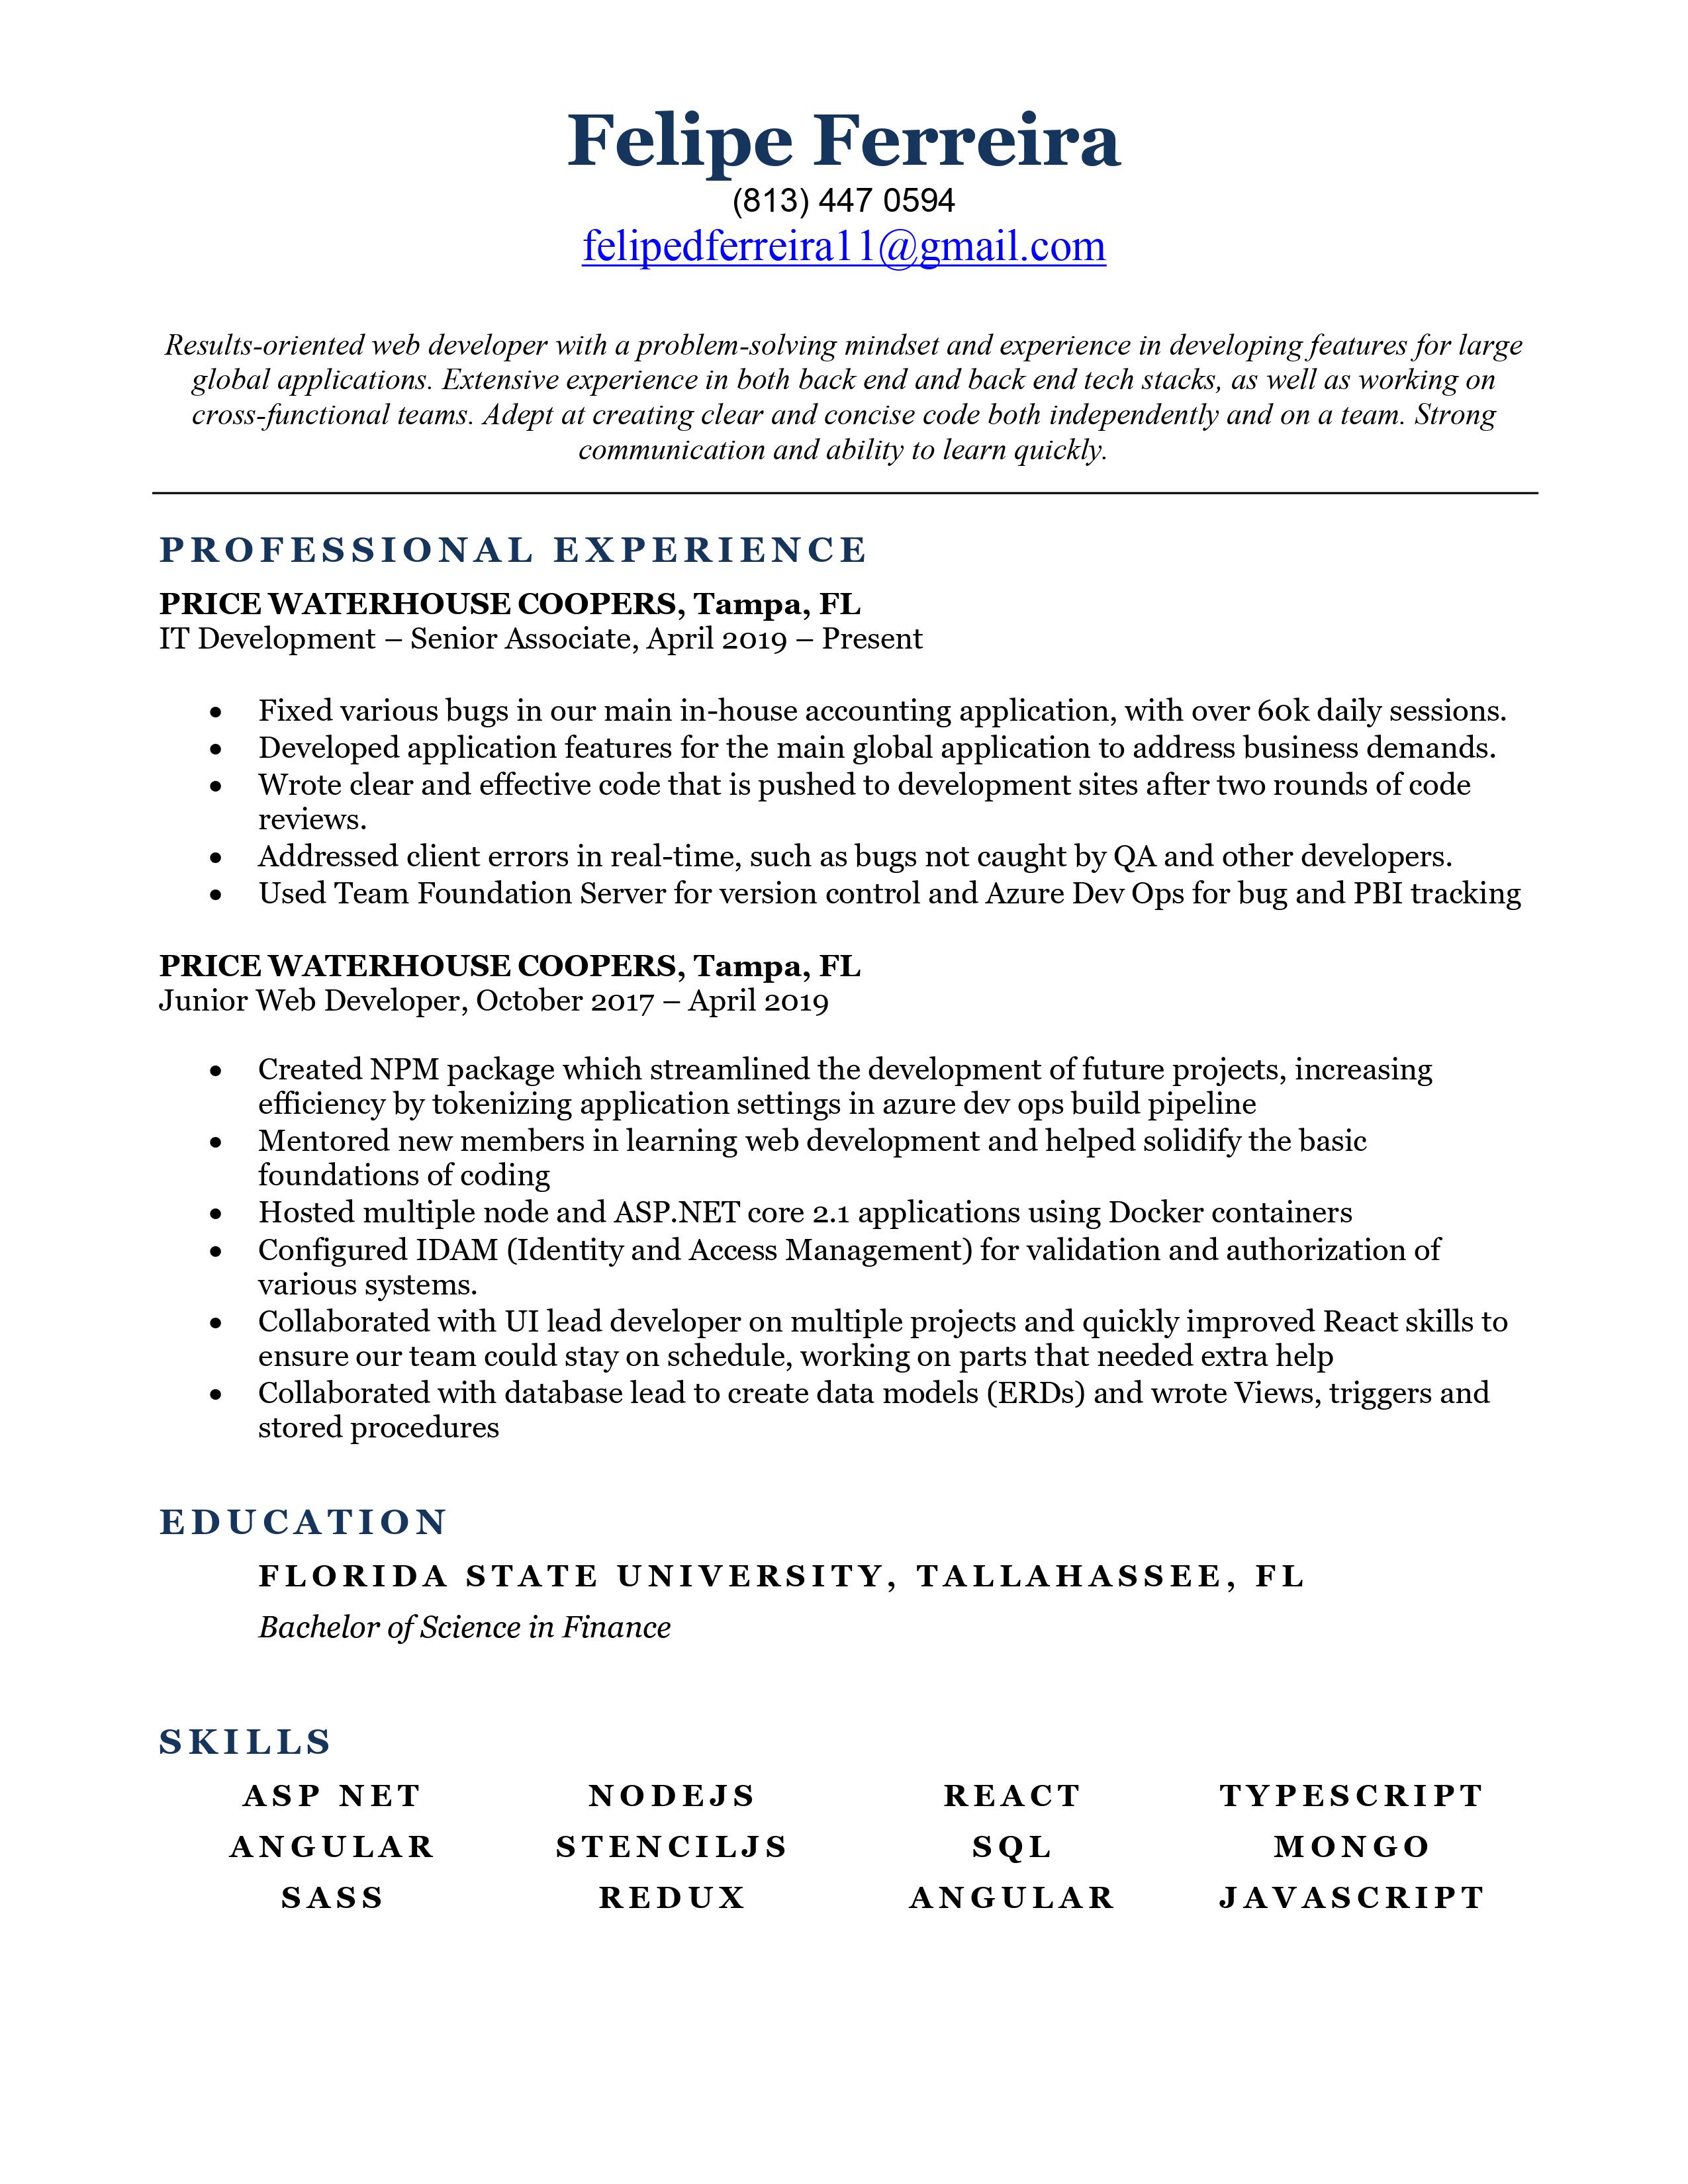 Felipe Ferreira
(813) 447 0594
felipedferreira11@gmail.com
Results-oriented web developer with a problem-solving mindset and experience in developing features for large
global applications. Extensive experience in both back end and back end tech stacks, as well as working on
cross-functional teams. Adept at creating clear and concise code both independently and on a team. Strong
communication and ability to learn quickly.
PROFESSIONAL EXPERIENCE
PRICE WATERHOUSE COOPERS, Tampa, FL
IT Development – Senior Associate, April 2019 – Present
• Fixed various bugs in our main in-house accounting application, with over 60k daily sessions.
• Developed application features for the main global application to address business demands.
• Wrote clear and effective code that is pushed to development sites after two rounds of code
reviews.
• Addressed client errors in real-time, such as bugs not caught by QA and other developers.
• Used Team Foundation Server for version control and Azure Dev Ops for bug and PBI tracking
PRICE WATERHOUSE COOPERS, Tampa, FL
Junior Web Developer, October 2017 – April 2019
• Created NPM package which streamlined the development of future projects, increasing
efficiency by tokenizing application settings in azure dev ops build pipeline
• Mentored new members in learning web development and helped solidify the basic
foundations of coding
• Hosted multiple node and ASP.NET core 2.1 applications using Docker containers
• Configured IDAM (Identity and Access Management) for validation and authorization of
various systems.
• Collaborated with UI lead developer on multiple projects and quickly improved React skills to
ensure our team could stay on schedule, working on parts that needed extra help
• Collaborated with database lead to create data models (ERDs) and wrote Views, triggers and
stored procedures
EDUCATION
FLORIDA STATE UNIVERSITY, TALLAHASSEE, FL
Bachelor of Science in Finance
SKILLS
ASP NET NODEJS REACT TYPESCRIPT
ANGULAR STENCILJS SQL MONGO
SASS REDUX ANGULAR JAVASCRIPT